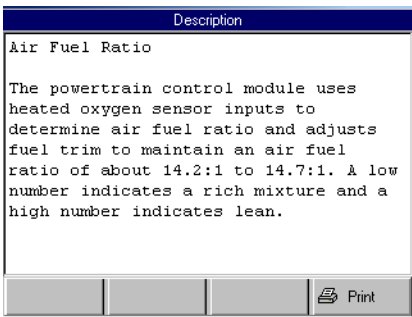 Description
Air Fuel Ratio
The powertrain control module uses
heated oxygen sensor inputs to
determine air fuel ratio and adjusts
fuel trim to maintain an air fuel
ratio of about 14.2:1 to 14.7:1. A low
number indicates a rich mixture and a
high number indicates lean.
Print